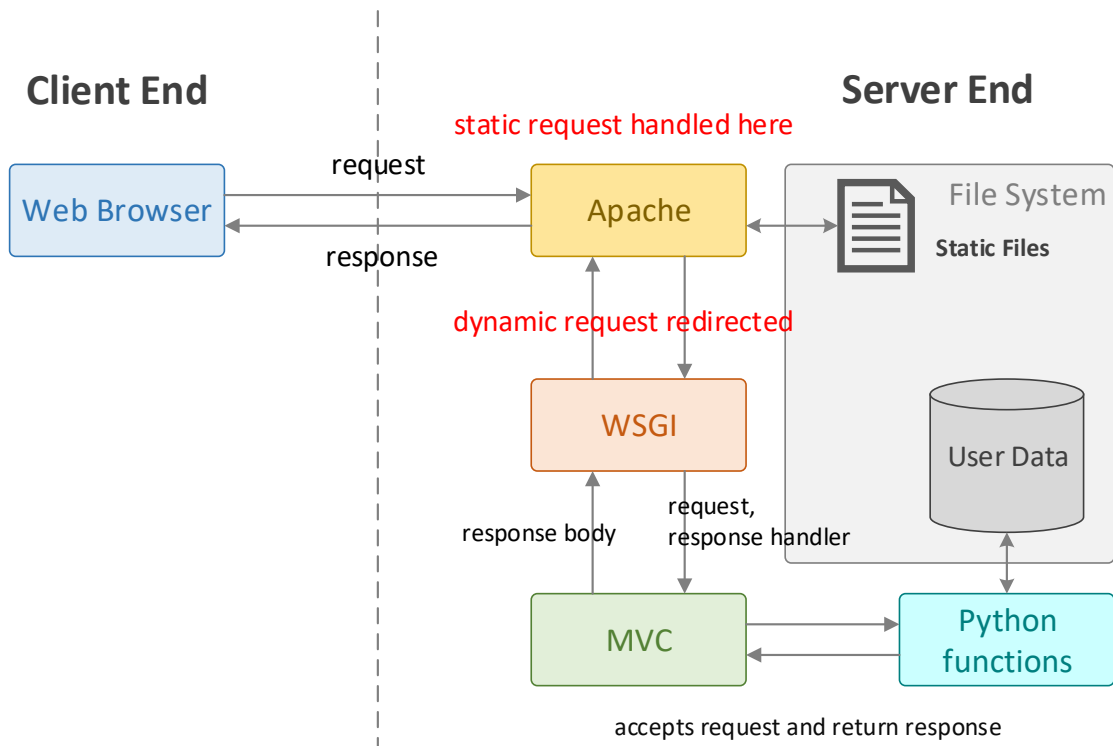 Client End
Server End
static request handled here
request
Web Browser
Apache
File System
Static Files
response
dynamic request redirected
WSGI
User Data
response body
request,
response handler
MVC
Python
functions
accepts request and return response